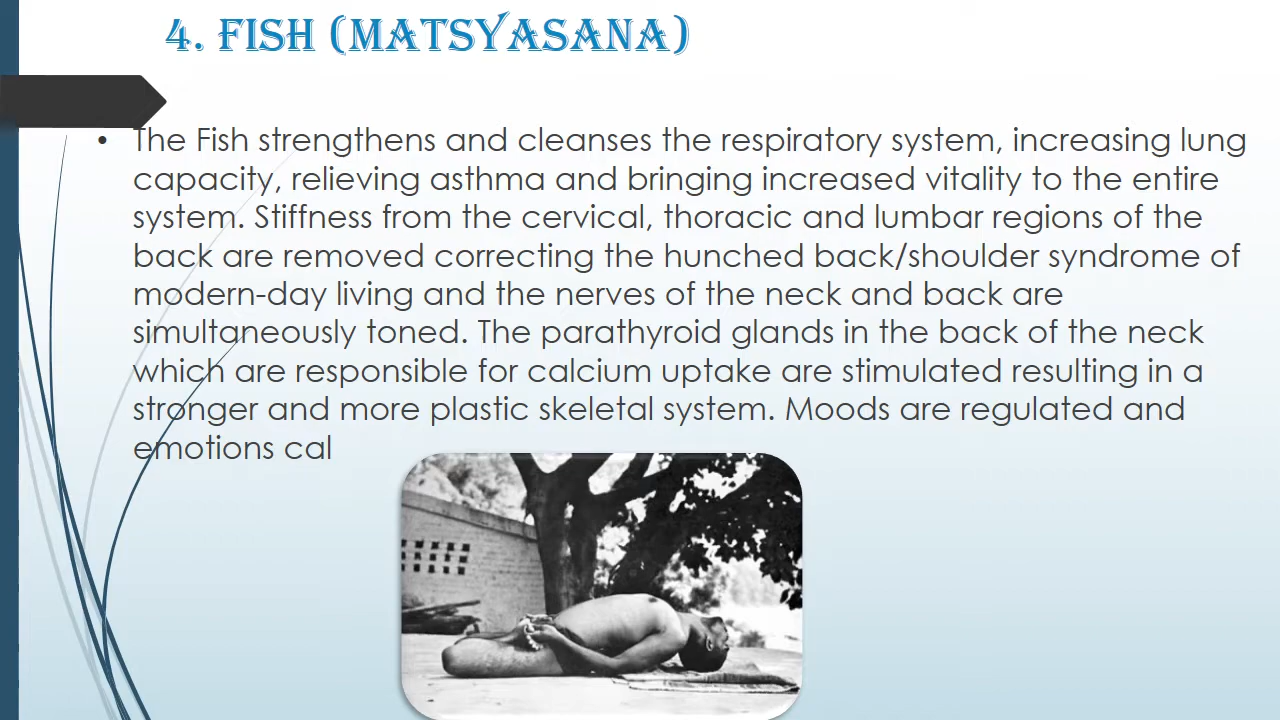 4. FISH (MATSYASANA)
• The Fish strengthens and cleanses the respiratory system, increasing lung
capacity, relieving asthma and bringing increased vitality to the entire
system. Stiffness from the cervical, thoracic and lumbar regions of the
back are removed correcting the hunched back/shoulder syndrome of
modern-day living and the nerves of the neck and back are
simultaneously toned. The parathyroid glands in the back of the neck
which are responsible for calcium uptake are stimulated resulting in a
stronger and more plastic skeletal system. Moods are regulated and
emotions cal